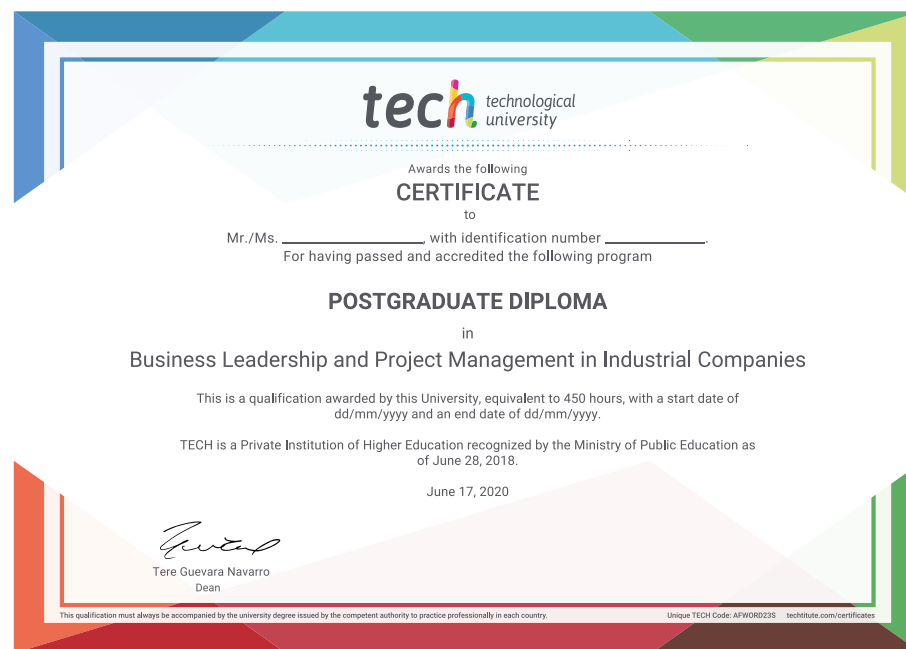 tech technological
university
Awards the following
CERTIFICATE
to
Mr./Ms. ____________________, with identification number ______________.
For having passed and accredited the following program
POSTGRADUATE DIPLOMA
in
Business Leadership and Project Management in Industrial Companies
This is a qualification awarded by this University, equivalent to 450 hours, with a start date of
dd/mm/yyyy and an end date of dd/mm/yyyy.
TECH is a Private Institution of Higher Education recognized by the Ministry of Public Education as
of June 28, 2018.
June 17, 2020
Tere Guevara Navarro
Dean
This qualification must always be accompanied by the university degree issued by the competent authority to practice professionally in each country. Unique TECH Code: AFWORD23S techtitute.com/certificates